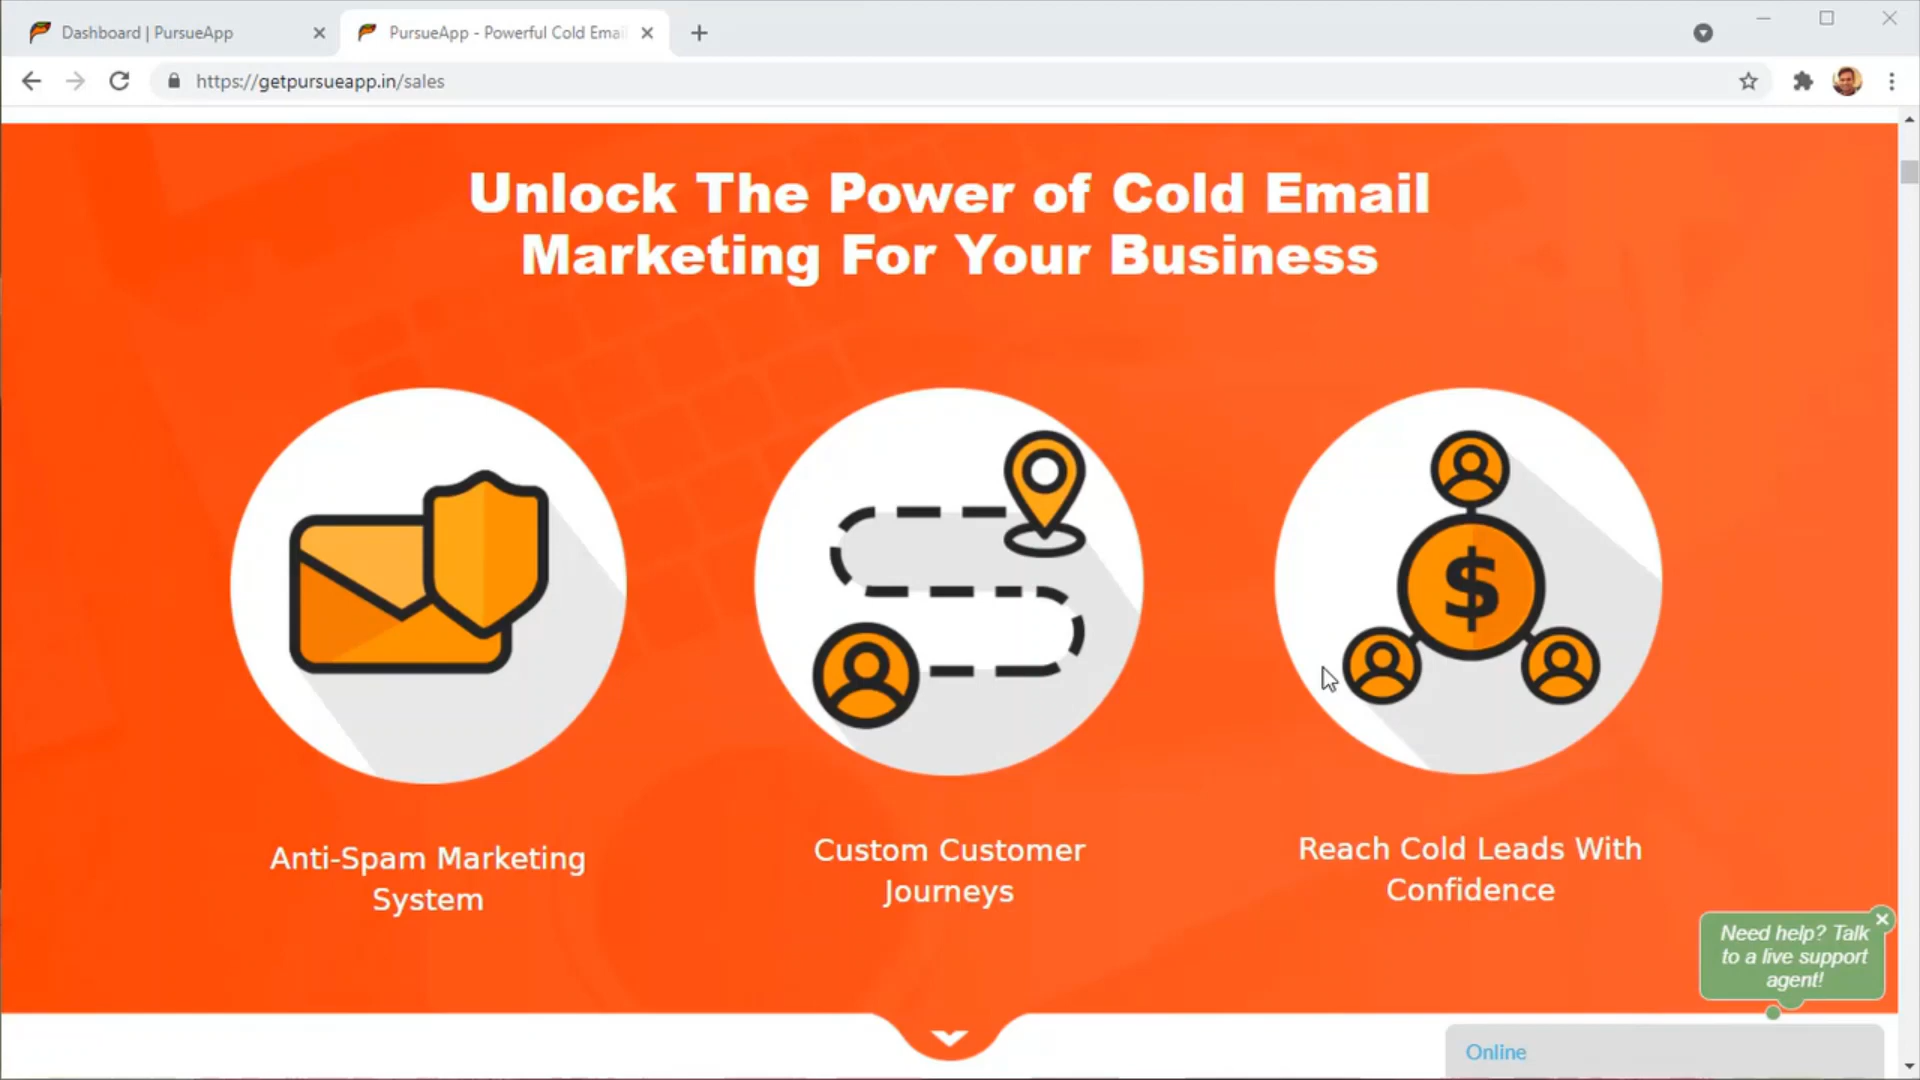 Dashboard | PursueApp
PursueApp - Powerful Cold Emai
https://getpursueapp.in/sales
Unlock The Power of Cold Email
Marketing For Your Business
$
Anti-Spam Marketing
System
Custom Customer
Journeys
Reach Cold Leads With
Confidence
Need help? Talk
to a live support
agent!
Online